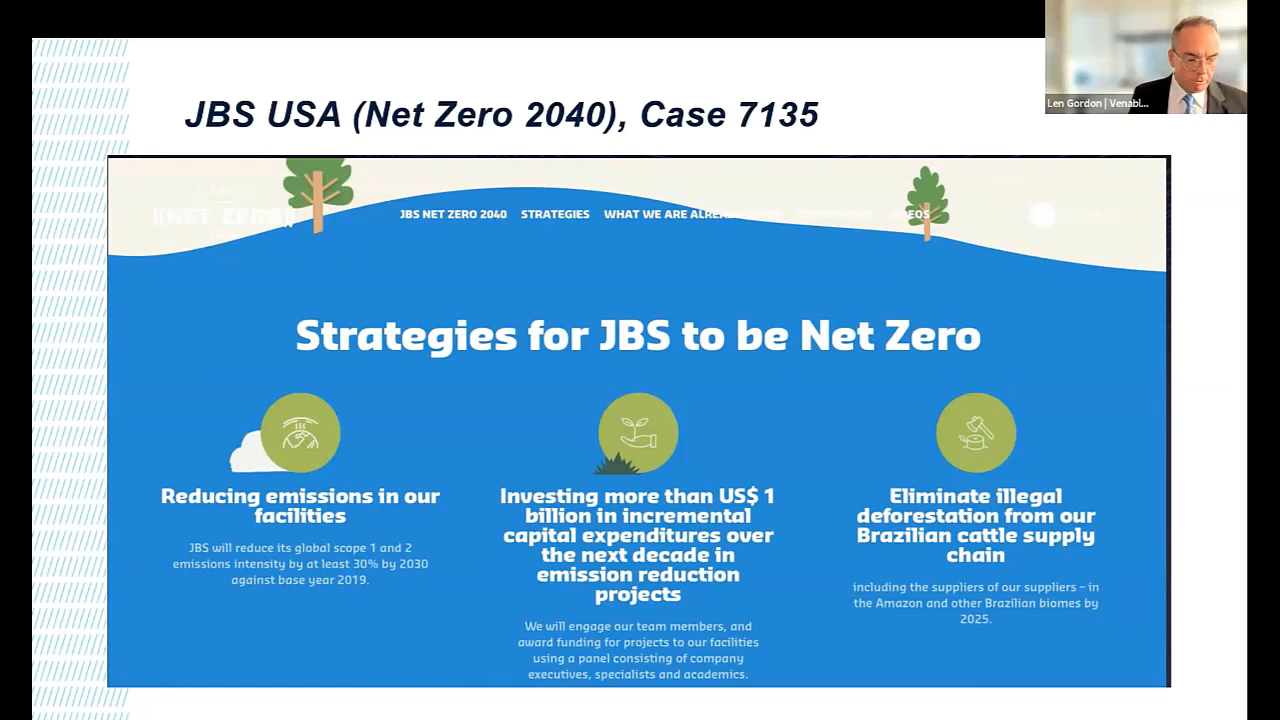 Len Gordon | Venabl...
JBS USA (Net Zero 2040), Case 7135
NET ZERO
JBS NET ZERO 2040 STRATEGIES WHAT WE ARE
Strategies for JBS to be Net Zero
Reducing emissions in our
facilities
JBS will reduce its global scope 1 and 2
emissions intensity by at least 30% by 2030
against base year 2019.
Investing more than US$ 1
billion in incremental
capital expenditures over
the next decade in
emission reduction
projects
We will engage our team members, and
award funding for projects to our facilities
using a panel consisting of company
executives, specialists and academics.
Eliminate illegal
deforestation from our
Brazilian cattle supply
chain
including the suppliers of our suppliers – in
the Amazon and other Brazilian biomes by
2025.